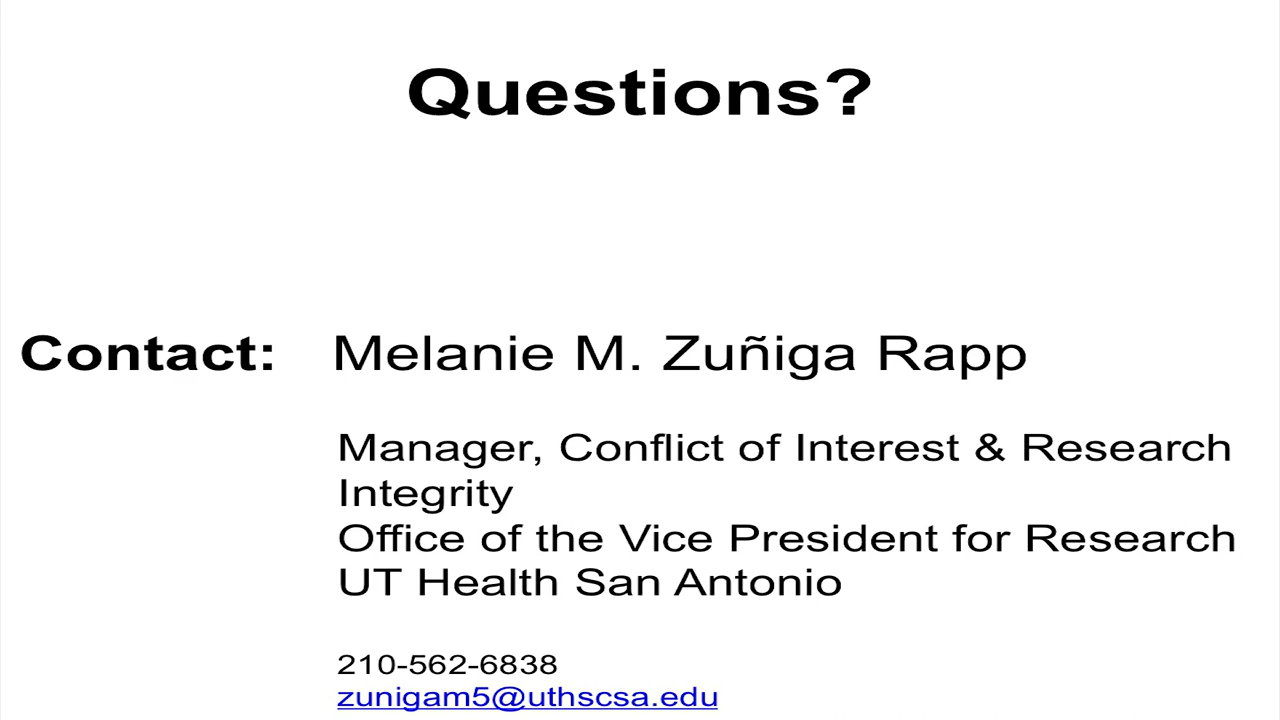 Questions?
Contact: Melanie M. Zuñiga Rapp
Manager, Conflict of Interest & Research
Integrity
Office of the Vice President for Research
UT Health San Antonio
210-562-6838
zunigam5@uthscsa.edu